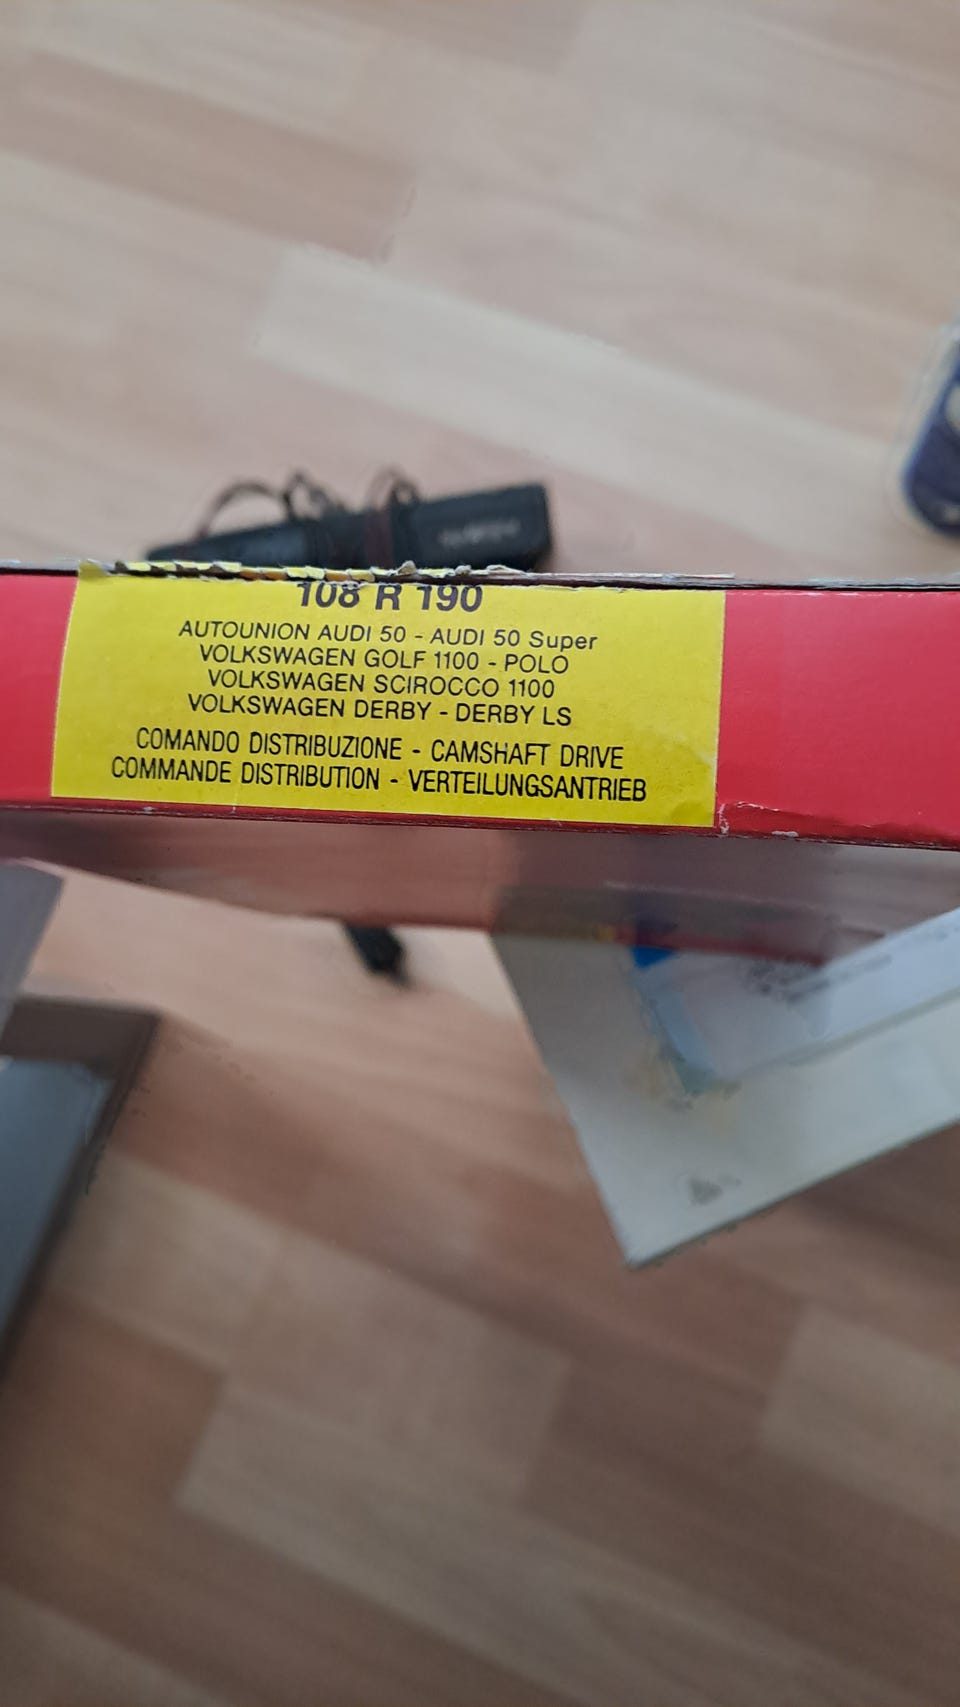 108 R 190
AUTOUNION AUDI 50 - AUDI 50 Super
VOLKSWAGEN GOLF 1100 - POLO
VOLKSWAGEN SCIROCCO 1100
VOLKSWAGEN DERBY - DERBY LS
COMANDO DISTRIBUZIONE - CAMSHAFT DRIVE
COMMANDE DISTRIBUTION - VERTEILUNGSANTRIEB